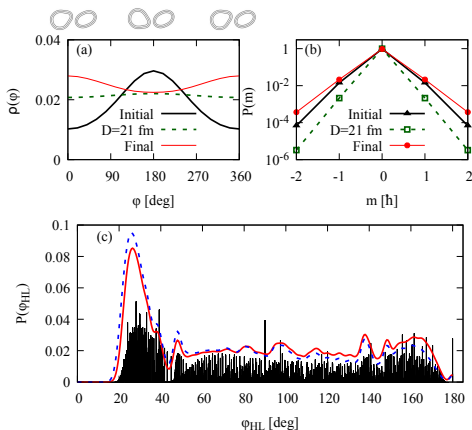 (a)
(b)
0.04
0.02
0
ρ(φ)
Initial
D=21 fm
Final
0 90 180 270 360
φ [deg]
1
10⁻²
10⁻⁴
10⁻⁶
P(m)
Initial
D=21 fm
Final
-2 -1 0 1 2
m [ħ]
(c)
0.1
0.08
0.06
0.04
0.02
0
P(φHL)
0 20 40 60 80 100 120 140 160 180
φHL [deg]